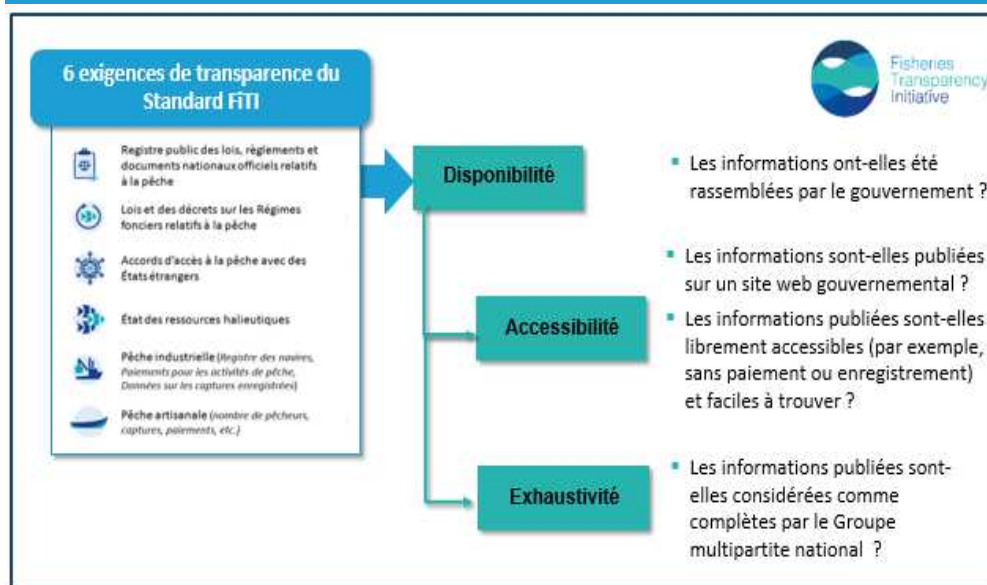 6 exigences de transparence du
Standard FiTI
Registre public des lois, règlements et
documents nationaux officiels relatifs
à la pêche
Lois et des décrets sur les Régimes
fonciers relatifs à la pêche
Accords d'accès à la pêche avec des
États étrangers
État des ressources halieutiques
Pêche industrielle (Registre des navires,
Paiements pour les activités de pêche,
Données sur les captures enregistrées)
Pêche artisanale (nombre de pêcheurs,
captures, paiements, etc.)
Fisheries
Transparency
Initiative
Disponibilité
▪ Les informations ont-elles été
rassemblées par le gouvernement ?
Accessibilité
▪ Les informations sont-elles publiées
sur un site web gouvernemental ?
▪ Les informations publiées sont-elles
librement accessibles (par exemple,
sans paiement ou enregistrement)
et faciles à trouver ?
Exhaustivité
▪ Les informations publiées sont-
elles considérées comme
complètes par le Groupe
multipartite national ?